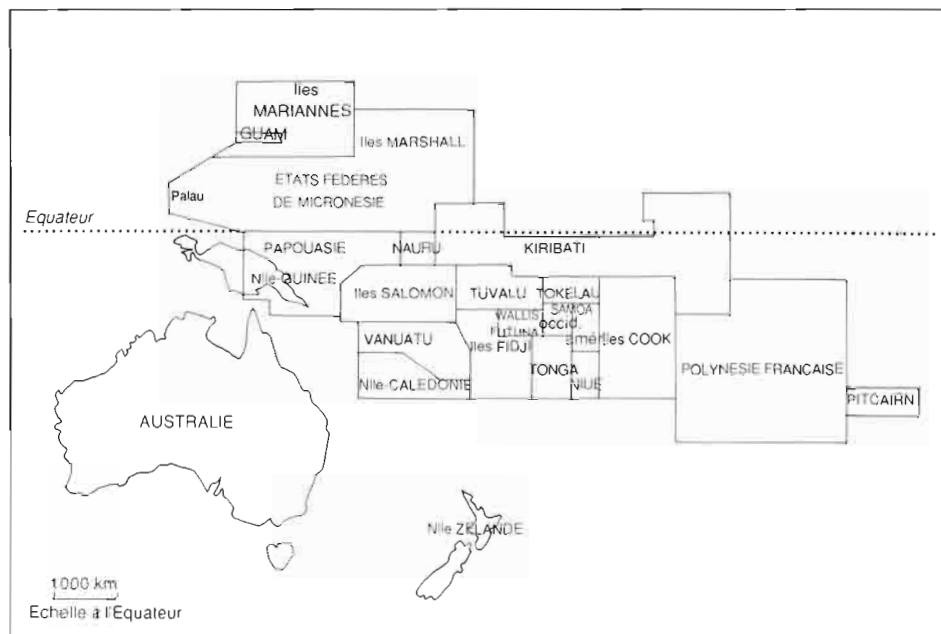 Iles
MARIANNES
GUAM
Iles MARSHALL
ETATS FEDERES
DE MICRONESIE
Palau
Equateur
PAPOUASIE
NAURU
KIRIBATI
Nlle-GUINEE
Iles SALOMON
TUVALU
TOKELAU
SAMOA
WALLIS
FUTUNA
occid.
amér.
VANUATU
Iles FIDJI
Iles COOK
POLYNESIE FRANCAISE
Nlle-CALEDONIE
TONGA
NIUE
PITCAIRN
AUSTRALIE
Nlle ZELANDE
1000 km
Echelle à l'Equateur